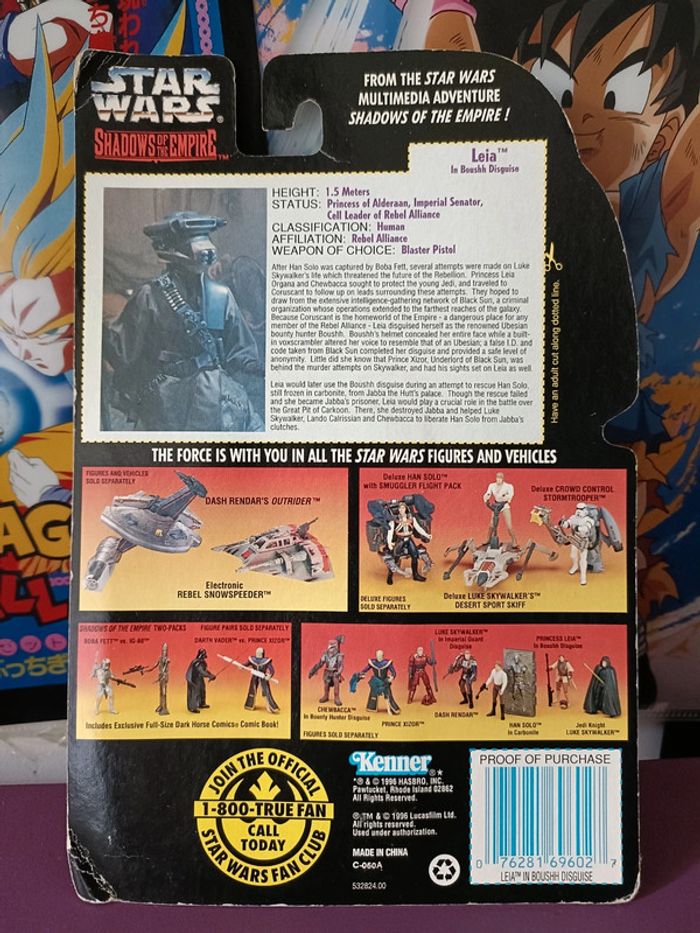 STAR
WARS®
SHADOWS OF THE EMPIRE™
FROM THE STAR WARS
MULTIMEDIA ADVENTURE
SHADOWS OF THE EMPIRE !
Leia™
In Boushh Disguise
HEIGHT: 1.5 Meters
STATUS: Princess of Alderaan, Imperial Senator,
Cell Leader of Rebel Alliance
CLASSIFICATION: Human
AFFILIATION: Rebel Alliance
WEAPON OF CHOICE: Blaster Pistol
After Han Solo was captured by Boba Fett, several attempts were made on Luke
Skywalker's life which threatened the future of the Rebellion. Princess Leia
Organa and Chewbacca sought to protect the young Jedi, and traveled to
Coruscant to follow up on leads surrounding these attempts. They hoped to
draw from the extensive intelligence-gathering network of Black Sun, a criminal
organization whose operations extended to the farthest reaches of the galaxy.
Because Coruscant is the homeworld of the Empire - a dangerous place for any
member of the Rebel Alliance - Leia disguised herself as the renowned Ubesian
bounty hunter Boushh. Boushh's helmet concealed her entire face while a built-
in voxscrambler altered her voice to resemble that of an Ubesian; a false I.D. and
code taken from Black Sun completed her disguise and provided a safe level of
anonymity. Little did she know that Prince Xizor, Underlord of Black Sun, was
behind the murder attempts on Skywalker, and had his sights set on Leia as well.
Leia would later use the Boushh disguise during an attempt to rescue Han Solo,
still frozen in carbonite, from Jabba the Hutt's palace. Though the rescue failed
and she became Jabba's prisoner, Leia would play a crucial role in the battle over
the Great Pit of Carkoon. There, she destroyed Jabba and helped Luke
Skywalker, Lando Calrissian and Chewbacca to liberate Han Solo from Jabba's
clutches.
Have an adult cut along dotted line.
THE FORCE IS WITH YOU IN ALL THE STAR WARS FIGURES AND VEHICLES
FIGURES AND VEHICLES
SOLD SEPARATELY
DASH RENDAR'S OUTRIDER™
Electronic
REBEL SNOWSPEEDER™
Deluxe HAN SOLO™
with SMUGGLER FLIGHT PACK
Deluxe CROWD CONTROL
STORMTROOPER™
DELUXE FIGURES
SOLD SEPARATELY
Deluxe LUKE SKYWALKER'S™
DESERT SPORT SKIFF
SHADOWS OF THE EMPIRE TWO-PACKS
FIGURE PAIRS SOLD SEPARATELY
BOBA FETT™ vs. IG-88™
DARTH VADER™ vs. PRINCE XIZOR™
Includes Exclusive Full-Size Dark Horse Comics® Comic Book!
LUKE SKYWALKER™
in Imperial Guard
Disguise
PRINCESS LEIA™
in Boushh Disguise
CHEWBACCA™
in Bounty Hunter Disguise
PRINCE XIZOR™
DASH RENDAR™
HAN SOLO™
in Carbonite
Jedi Knight
LUKE SKYWALKER™
FIGURES SOLD SEPARATELY
JOIN THE OFFICIAL
1-800-TRUE FAN
CALL
TODAY
STAR WARS FAN CLUB
Kenner®*
*® & © 1996 HASBRO, INC.
Pawtucket, Rhode Island 02862
All Rights Reserved.
®,TM & © 1996 Lucasfilm Ltd.
All rights reserved.
Used under authorization.
MADE IN CHINA
C-060A
532824.00
PROOF OF PURCHASE
0 76281 69602 7
LEIA™ IN BOUSHH DISGUISE